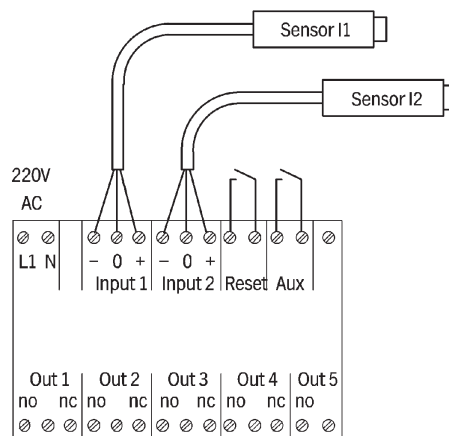 Sensor I1
Sensor I2
220V
AC
L1 N − 0 + − 0 +
Input 1 Input 2 Reset Aux
Out 1 Out 2 Out 3 Out 4 Out 5
no nc no nc no nc no nc no